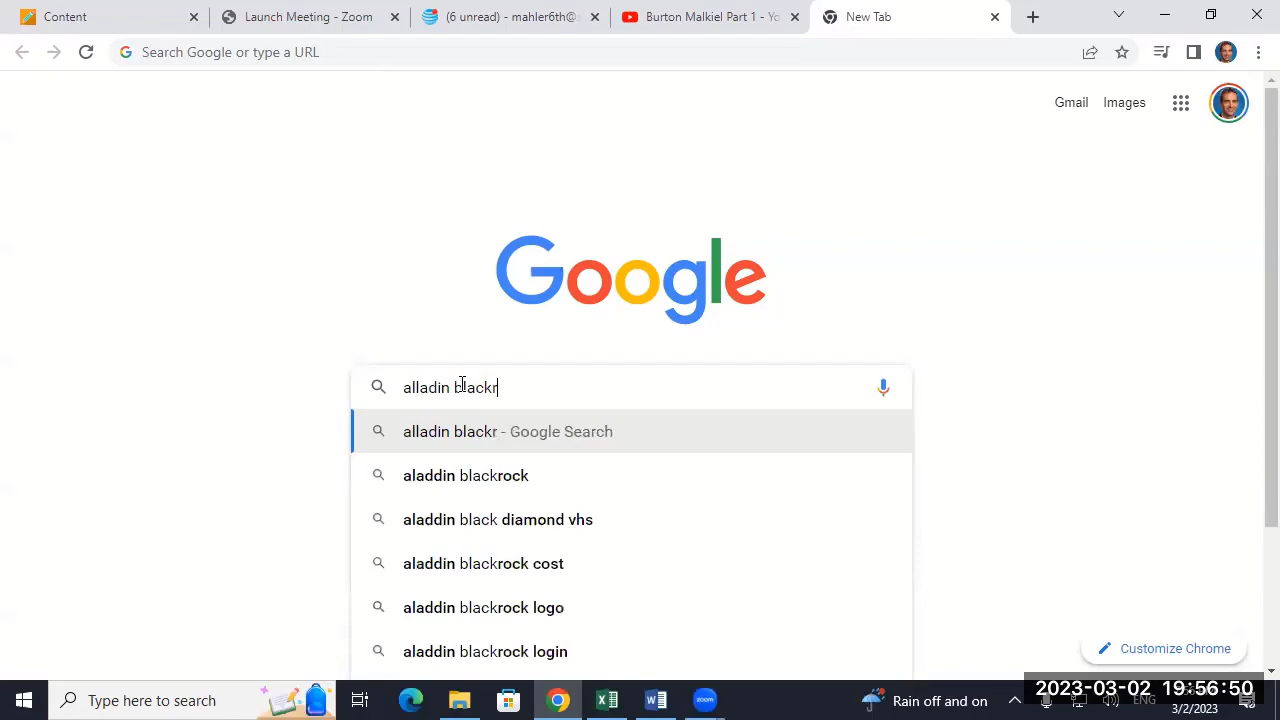 Content
Launch Meeting - Zoom
(6 unread) - mahler6th@
Burton Malkiel Part 1 - Yo
New Tab
Search Google or type a URL
Gmail
Images
Google
alladin blackr
alladin blackr - Google Search
aladdin blackrock
aladdin black diamond vhs
aladdin blackrock cost
aladdin blackrock logo
aladdin blackrock login
Customize Chrome
Type here to search
zoom
Rain off and on
ENG
2023-03-02 19:56:50
3/2/2023